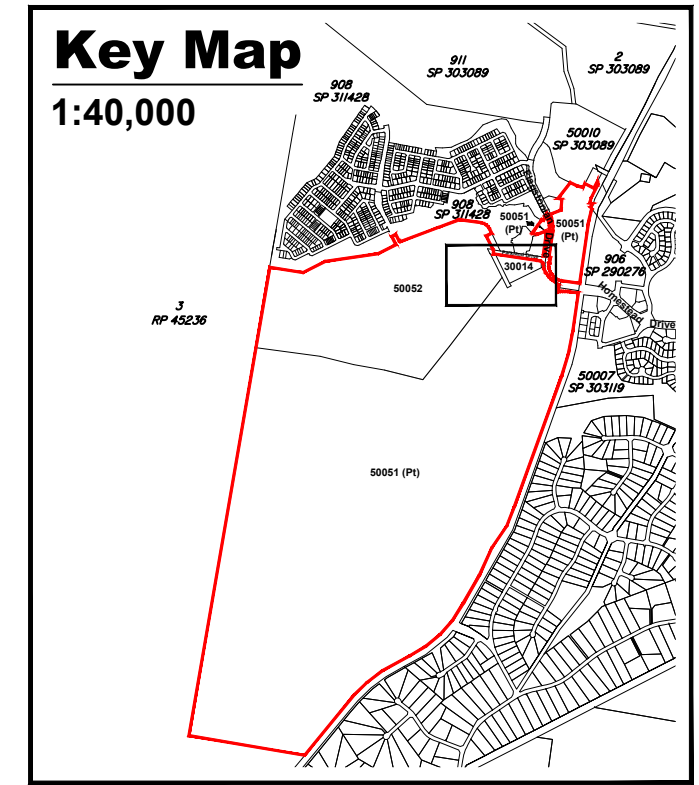 Key Map
1:40,000
911
SP 303089
2
SP 303089
908
SP 311428
50010
SP 303089
908
SP 311428
50051
(Pt)
50051
(Pt)
Drive
906
SP 290276
30014
50052
Homestead
Drive
3
RP 45236
50007
SP 303119
50051 (Pt)